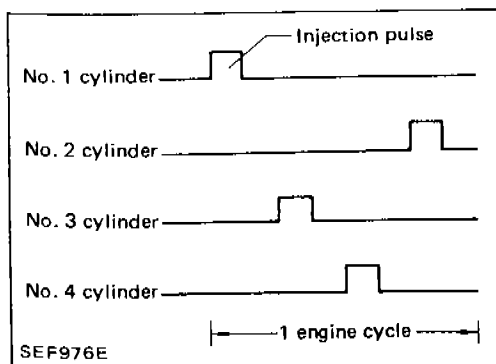 Injection pulse
No. 1 cylinder
No. 2 cylinder
No. 3 cylinder
No. 4 cylinder
1 engine cycle
SEF976E